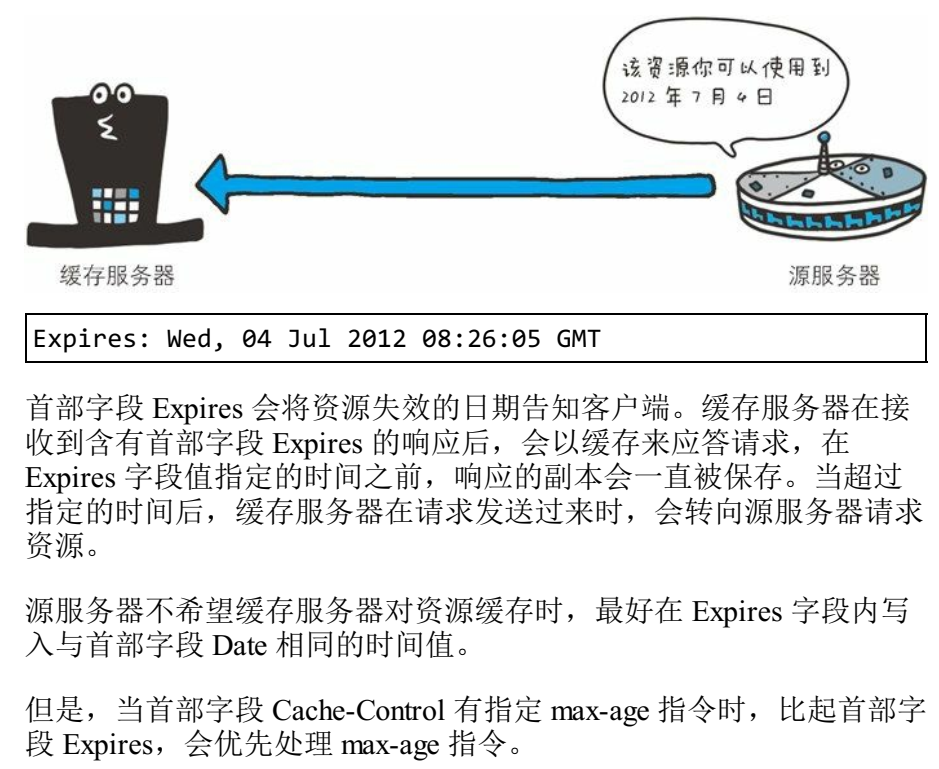 该资源你可以使用到
2012 年 7 月 4 日
缓存服务器
源服务器
Expires: Wed, 04 Jul 2012 08:26:05 GMT
首部字段 Expires 会将资源失效的日期告知客户端。缓存服务器在接
收到含有首部字段 Expires 的响应后，会以缓存来应答请求，在
Expires 字段值指定的时间之前，响应的副本会一直被保存。当超过
指定的时间后，缓存服务器在请求发送过来时，会转向源服务器请求
资源。
源服务器不希望缓存服务器对资源缓存时，最好在 Expires 字段内写
入与首部字段 Date 相同的时间值。
但是，当首部字段 Cache-Control 有指定 max-age 指令时，比起首部字
段 Expires，会优先处理 max-age 指令。